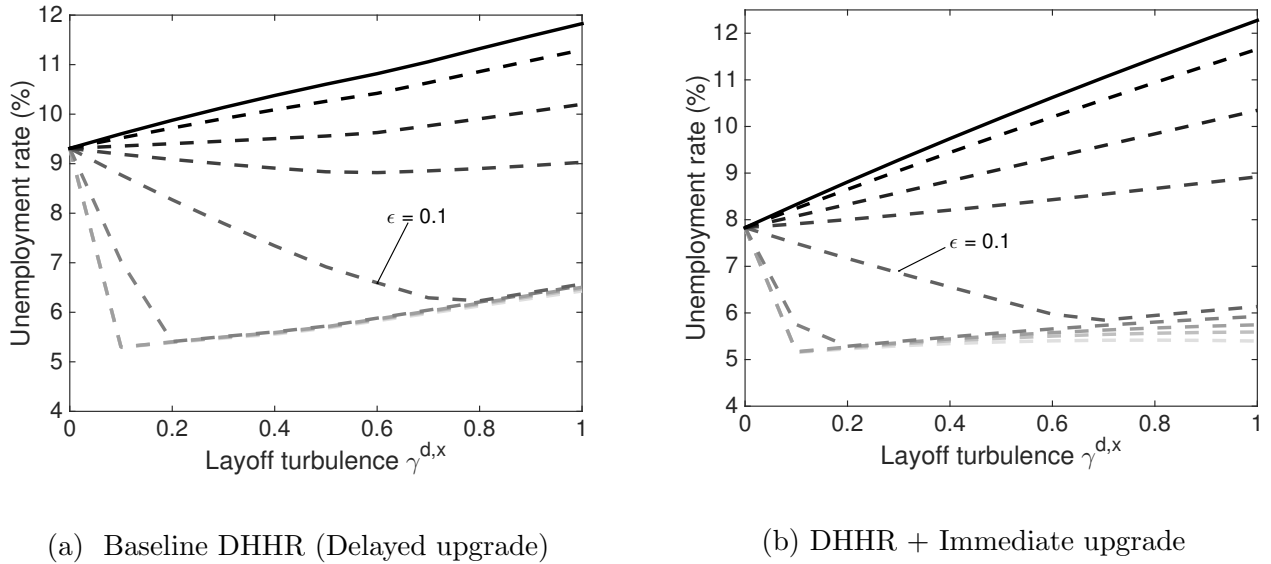 12
11
10
9
8
7
6
5
4
Unemployment rate (%)
ϵ = 0.1
0 0.2 0.4 0.6 0.8 1
Layoff turbulence γ^d,x
(a) Baseline DHHR (Delayed upgrade)
12
11
10
9
8
7
6
5
4
Unemployment rate (%)
ϵ = 0.1
0 0.2 0.4 0.6 0.8 1
Layoff turbulence γ^d,x
(b) DHHR + Immediate upgrade